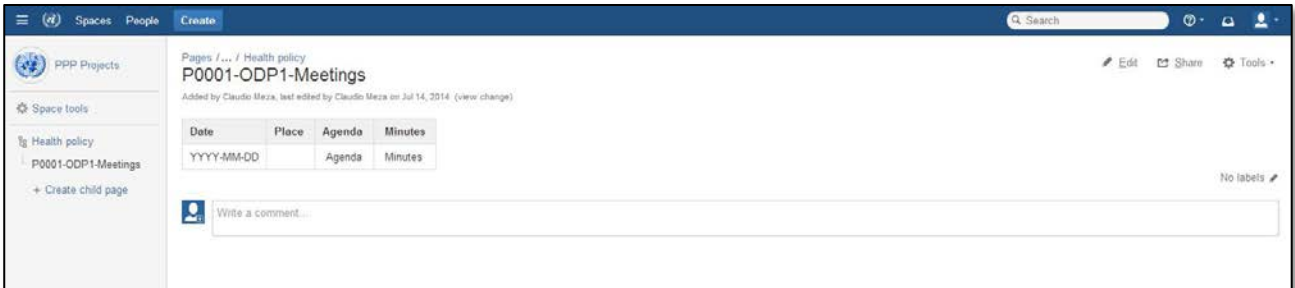 Spaces People Create Search
PPP Projects
Space tools
Health policy
P0001-ODP1-Meetings
+ Create child page
Pages /... / Health policy
P0001-ODP1-Meetings
Added by Claudio Meza, last edited by Claudio Meza on Jul 14, 2014 (view change)
Edit Share Tools
Date Place Agenda Minutes
YYYY-MM-DD Agenda Minutes
No labels
Write a comment...